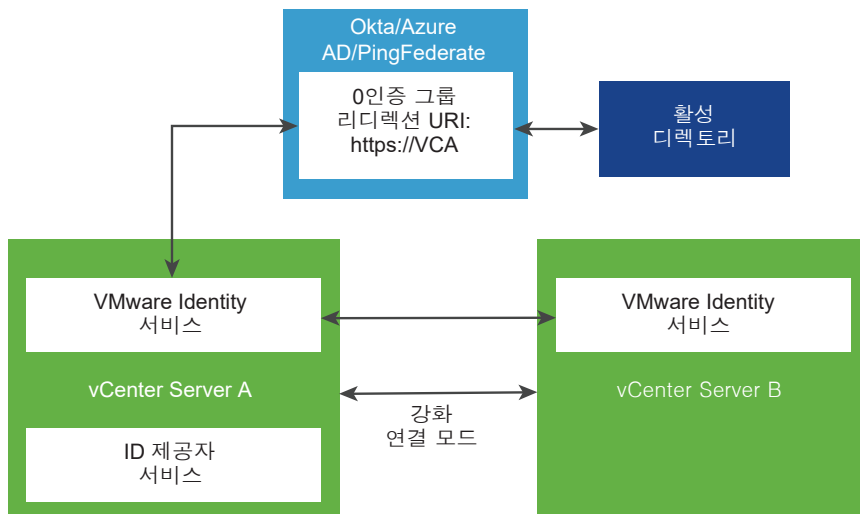 Okta/Azure
AD/PingFederate
0인증 그룹
리디렉션 URI:
https://VCA
활성
디렉토리
VMware Identity
서비스
VMware Identity
서비스
vCenter Server A
vCenter Server B
강화
연결 모드
ID 제공자
서비스